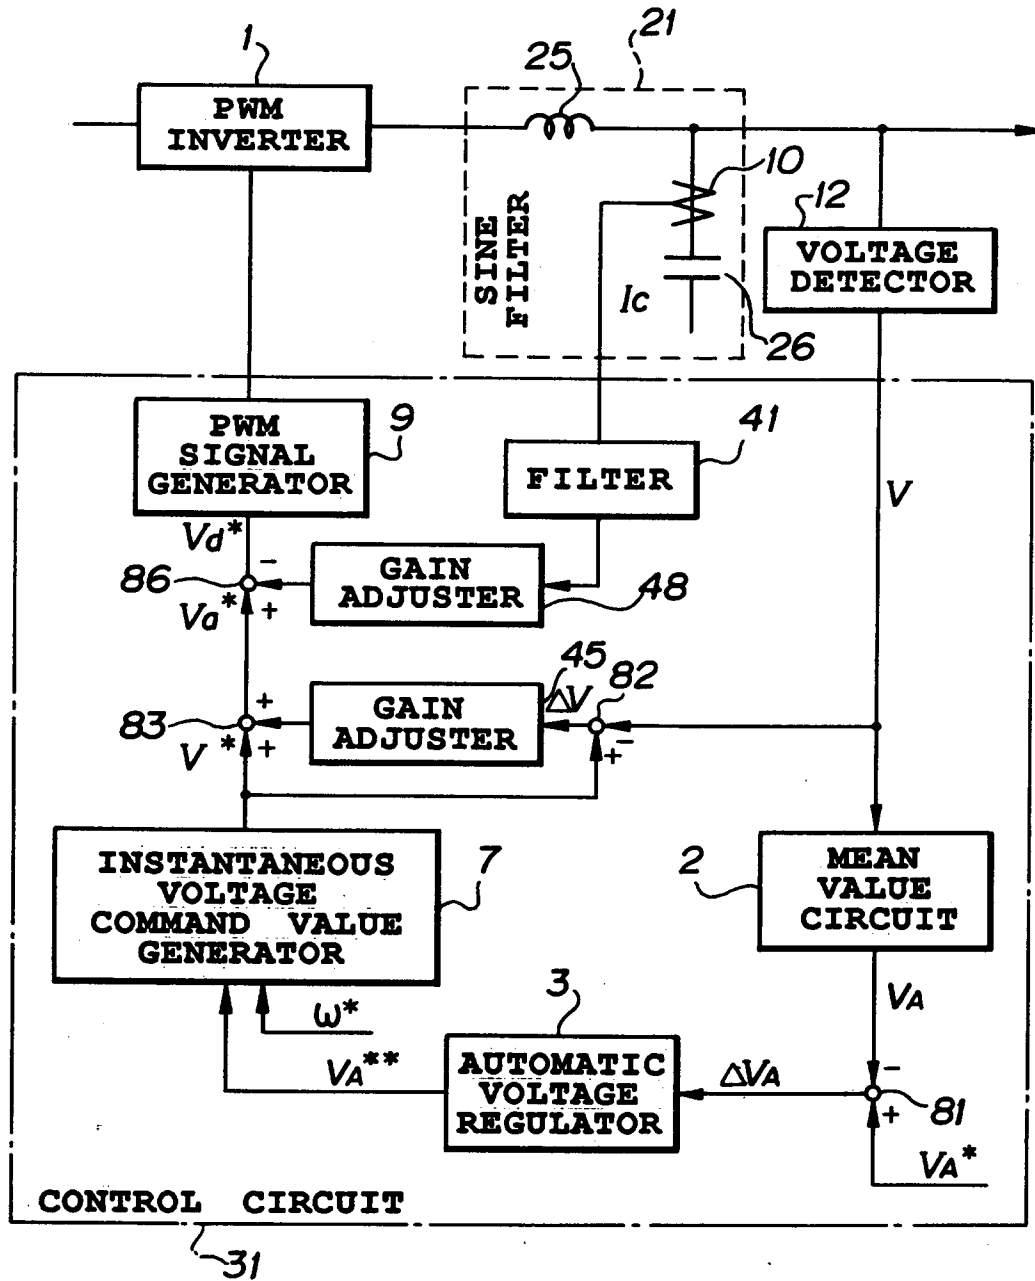 1
21
25
PWM
INVERTER
10
12
SINE
FILTER
VOLTAGE
DETECTOR
Ic
26
PWM
SIGNAL
GENERATOR
9
41
FILTER
V
Vd*
-
86
GAIN
ADJUSTER
48
Va*
+
45
82
ΔV
+
83
GAIN
ADJUSTER
-
V*
+
+
INSTANTANEOUS
VOLTAGE
COMMAND VALUE
GENERATOR
7
2
MEAN
VALUE
CIRCUIT
3
VA
ω*
VA**
AUTOMATIC
VOLTAGE
REGULATOR
ΔVA
-
81
+
VA*
CONTROL CIRCUIT
31